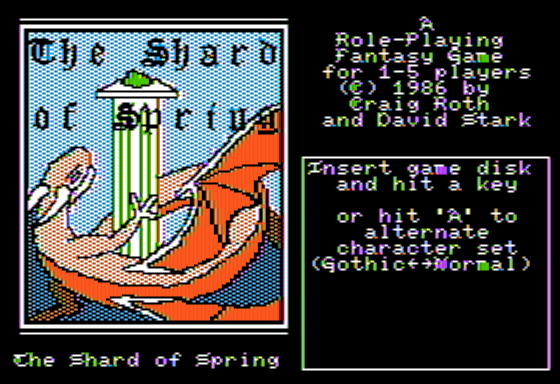 The Shard
of Spring
The Shard of Spring
A
Role-Playing
Fantasy Game
for 1-5 players
(C) 1986 by
Craig Roth
and David Stark
Insert game disk
and hit a key
or hit 'A' to
alternate
character set
(Gothic↔Normal)